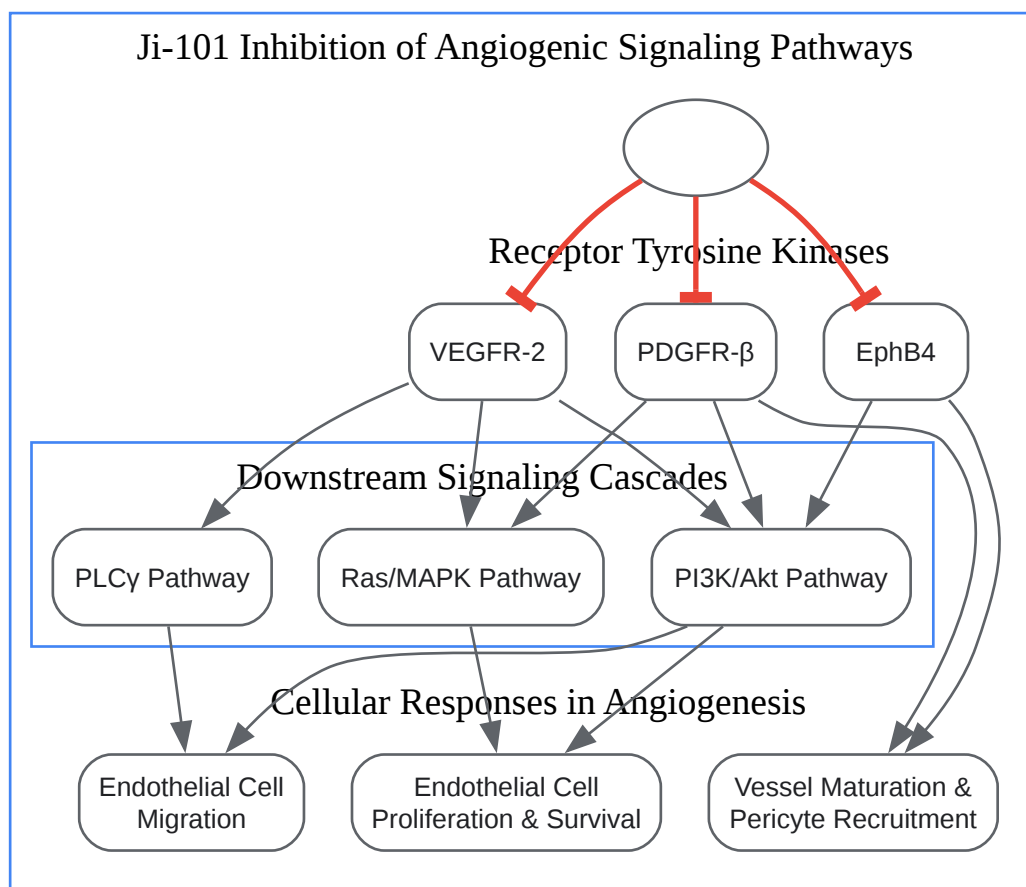 Ji-101 Inhibition of Angiogenic Signaling Pathways
Receptor Tyrosine Kinases
VEGFR-2
PDGFR-β
EphB4
Downstream Signaling Cascades
PLCγ Pathway
Ras/MAPK Pathway
PI3K/Akt Pathway
Cellular Responses in Angiogenesis
Endothelial Cell
Migration
Endothelial Cell
Proliferation & Survival
Vessel Maturation &
Pericyte Recruitment